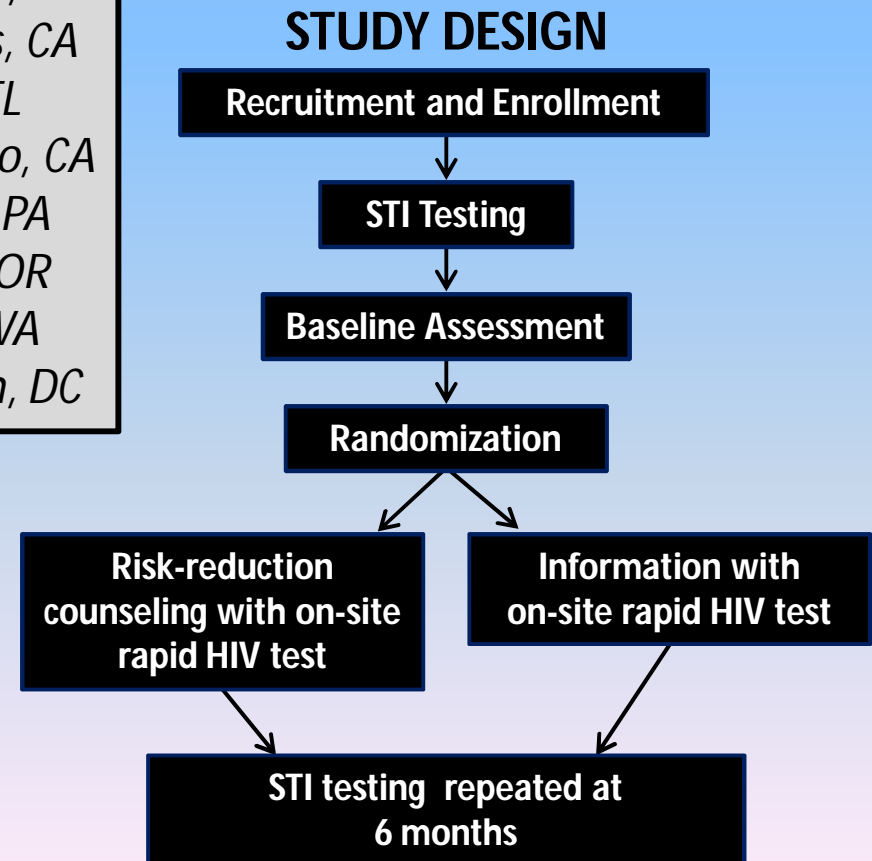 , CA
FL
o, CA
PA
OR
n, DC
STUDY DESIGN
Recruitment and Enrollment
STI Testing
Baseline Assessment
Randomization
Risk-reduction
counseling with on-site
rapid HIV test
Information with
on-site rapid HIV test
STI testing repeated at
6 months